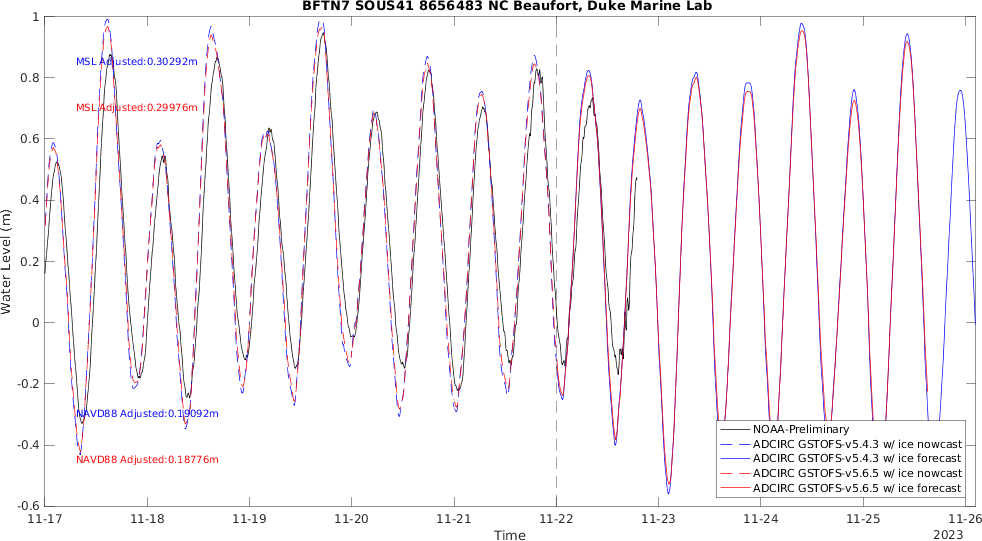 BFTN7 SOUS41 8656483 NC Beaufort, Duke Marine Lab
1
0.8
0.6
0.4
0.2
0
-0.2
-0.4
-0.6
Water Level (m)
MSL Adjusted:0.30292m
MSL Adjusted:0.29976m
NAVD88 Adjusted:0.19092m
NAVD88 Adjusted:0.18776m
NOAA-Preliminary
ADCIRC GSTOFS-v5.4.3 w/ ice nowcast
ADCIRC GSTOFS-v5.4.3 w/ ice forecast
ADCIRC GSTOFS-v5.6.5 w/ ice nowcast
ADCIRC GSTOFS-v5.6.5 w/ ice forecast
11-17 11-18 11-19 11-20 11-21 11-22 11-23 11-24 11-25 11-26
Time
2023